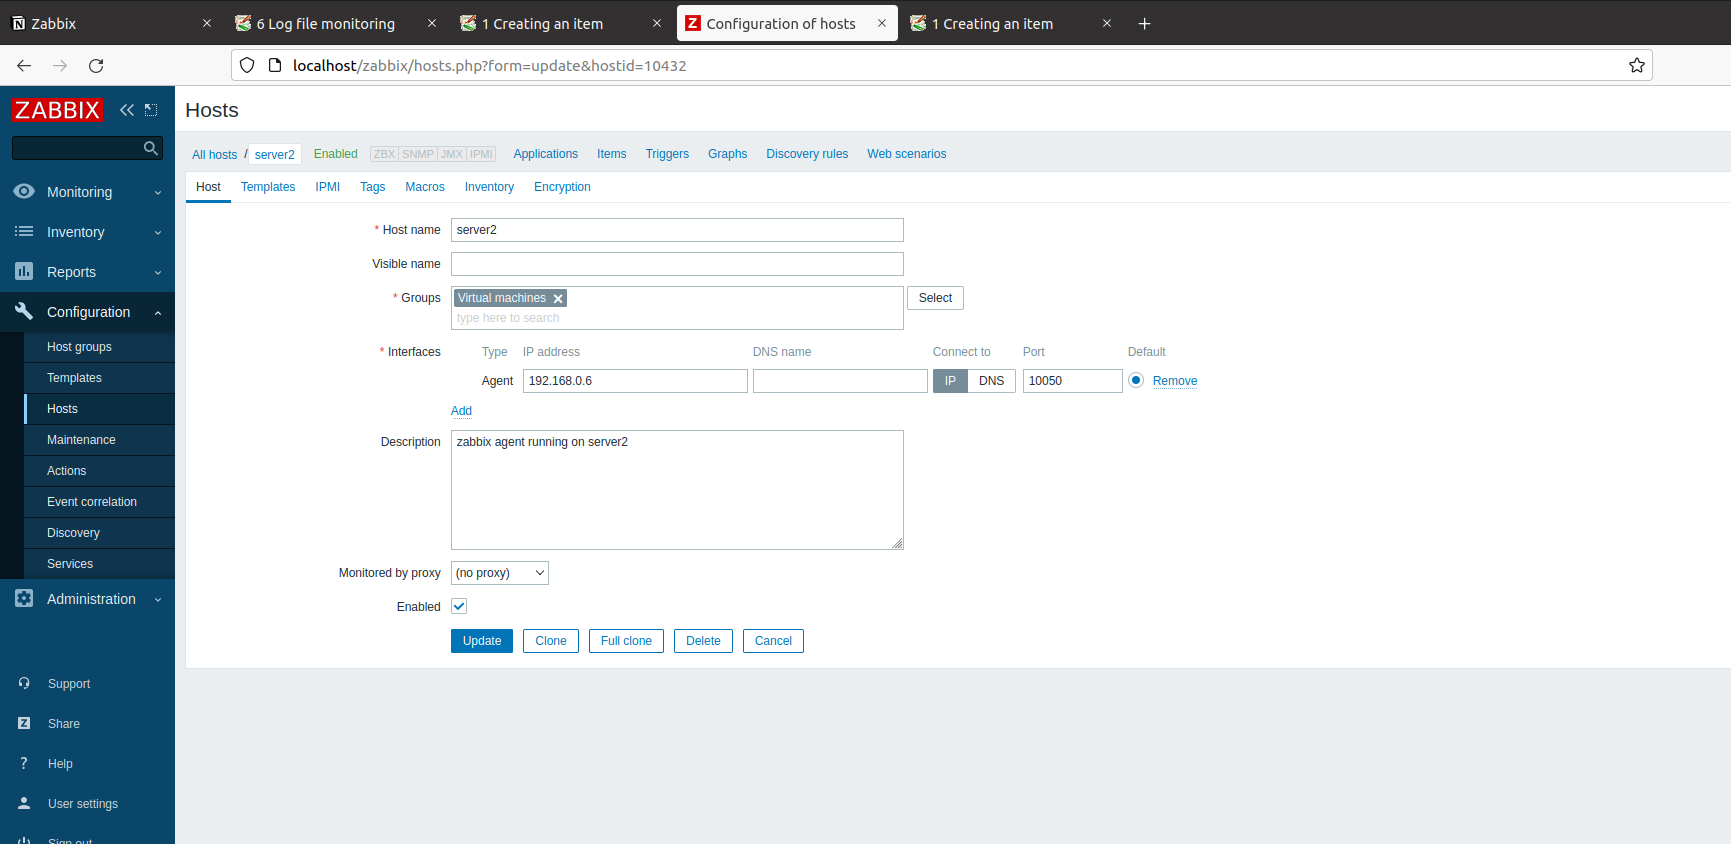 Zabbix
6 Log file monitoring
1 Creating an item
Configuration of hosts
1 Creating an item
localhost/zabbix/hosts.php?form=update&hostid=10432
ZABBIX
Hosts
All hosts / server2 Enabled ZBX SNMP JMX IPMI Applications Items Triggers Graphs Discovery rules Web scenarios
Host Templates IPMI Tags Macros Inventory Encryption
Monitoring
Inventory
Reports
Configuration
Host groups
Templates
Hosts
Maintenance
Actions
Event correlation
Discovery
Services
Administration
Support
Share
Help
User settings
Sign out
* Host name server2
Visible name
* Groups Virtual machines Select
type here to search
* Interfaces Type IP address DNS name Connect to Port Default
Agent 192.168.0.6 IP DNS 10050 Remove
Add
Description zabbix agent running on server2
Monitored by proxy (no proxy)
Enabled
Update Clone Full clone Delete Cancel